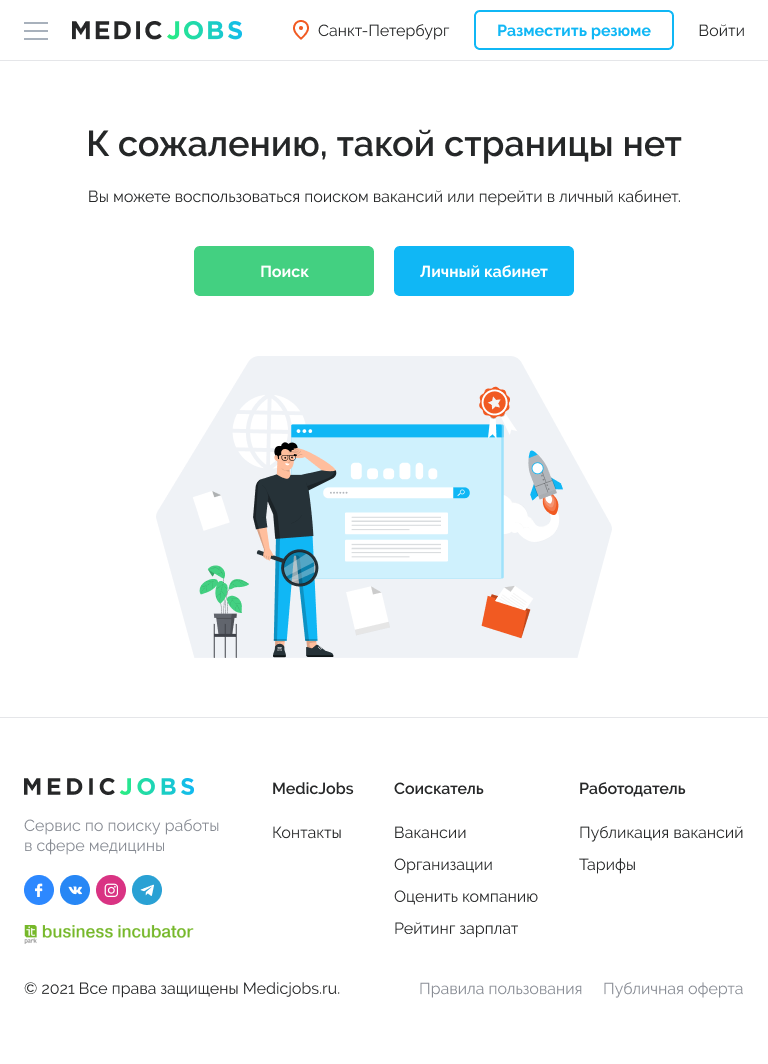 MEDICJOBS
Санкт-Петербург
Разместить резюме
Войти
К сожалению, такой страницы нет
Вы можете воспользоваться поиском вакансий или перейти в личный кабинет.
Поиск
Личный кабинет
MEDICJOBS
Сервис по поиску работы
в сфере медицины
it park business incubator
MedicJobs
Контакты
Соискатель
Вакансии
Организации
Оценить компанию
Рейтинг зарплат
Работодатель
Публикация вакансий
Тарифы
© 2021 Все права защищены Medicjobs.ru.
Правила пользования
Публичная оферта